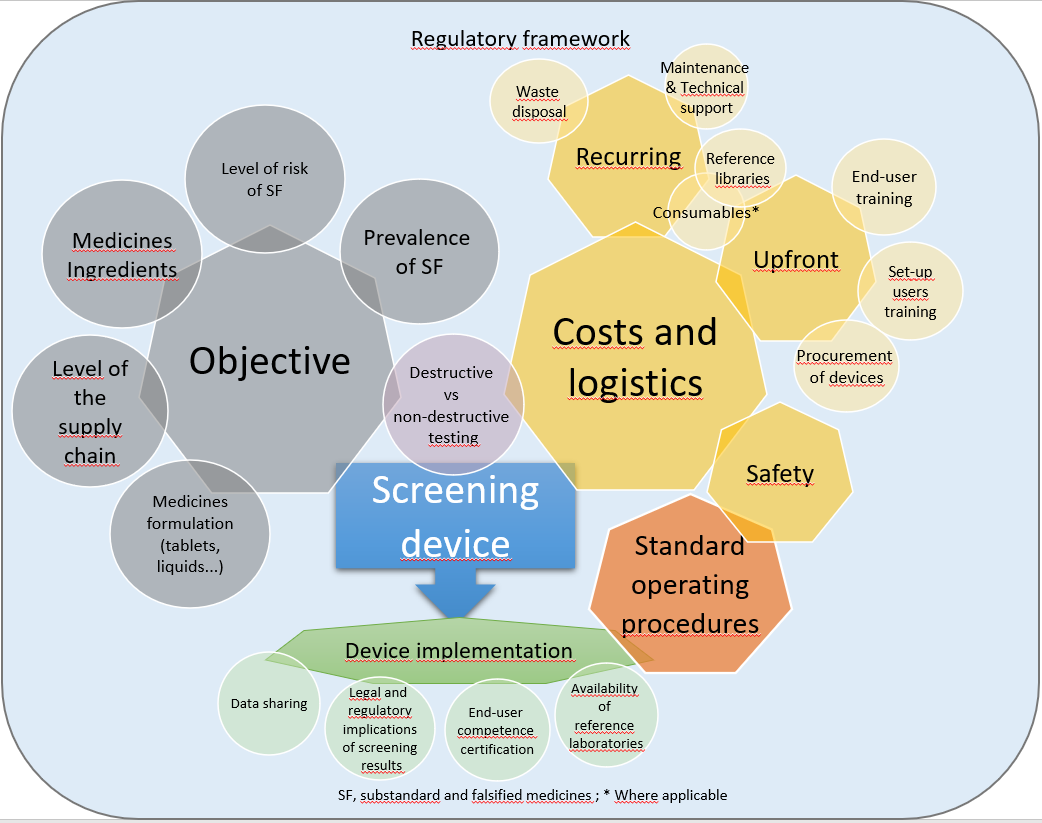 Regulatory framework
Waste
disposal
Maintenance
& Technical
support
Recurring
Reference
libraries
Consumables*
End-user
training
Upfront
Set-up
users
training
Procurement
of devices
Level of risk
of SF
Medicines
Ingredients
Prevalence
of SF
Objective
Level of
the
supply
chain
Medicines
formulation
(tablets,
liquids...)
Destructive
vs
non-destructive
testing
Costs and
logistics
Safety
Screening
device
Standard
operating
procedures
Device implementation
Data sharing
Legal and
regulatory
implications
of screening
results
End-user
competence
certification
Availability
of
reference
laboratories
SF, substandard and falsified medicines ; * Where applicable